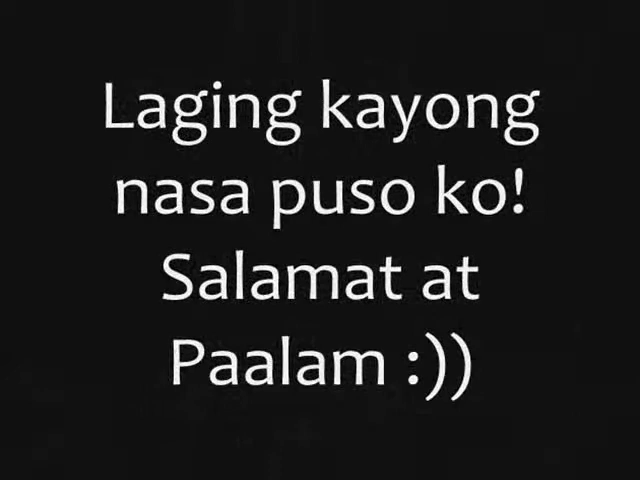 Laging kayong
nasa puso ko!
Salamat at
Paalam :))